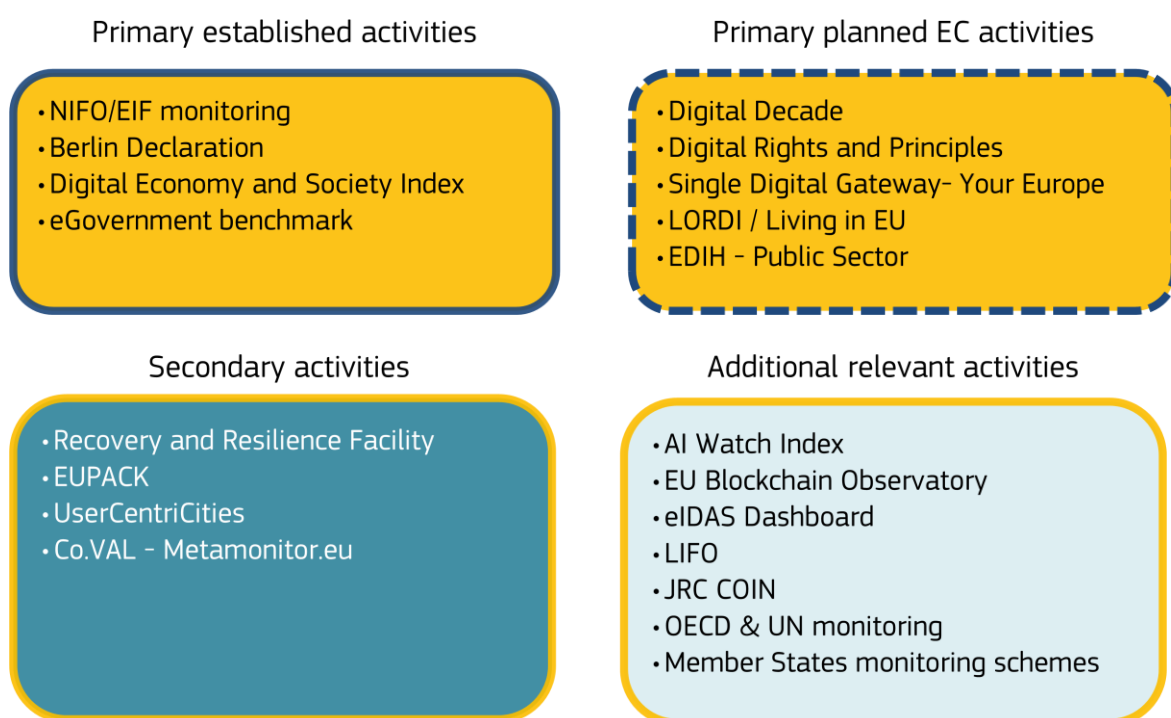 Primary established activities
• NIFO/EIF monitoring
• Berlin Declaration
• Digital Economy and Society Index
• eGovernment benchmark
Primary planned EC activities
• Digital Decade
• Digital Rights and Principles
• Single Digital Gateway- Your Europe
• LORDI / Living in EU
• EDIH - Public Sector
Secondary activities
• Recovery and Resilience Facility
• EUPACK
• UserCentriCities
• Co.VAL - Metamonitor.eu
Additional relevant activities
• AI Watch Index
• EU Blockchain Observatory
• eIDAS Dashboard
• LIFO
• JRC COIN
• OECD & UN monitoring
• Member States monitoring schemes